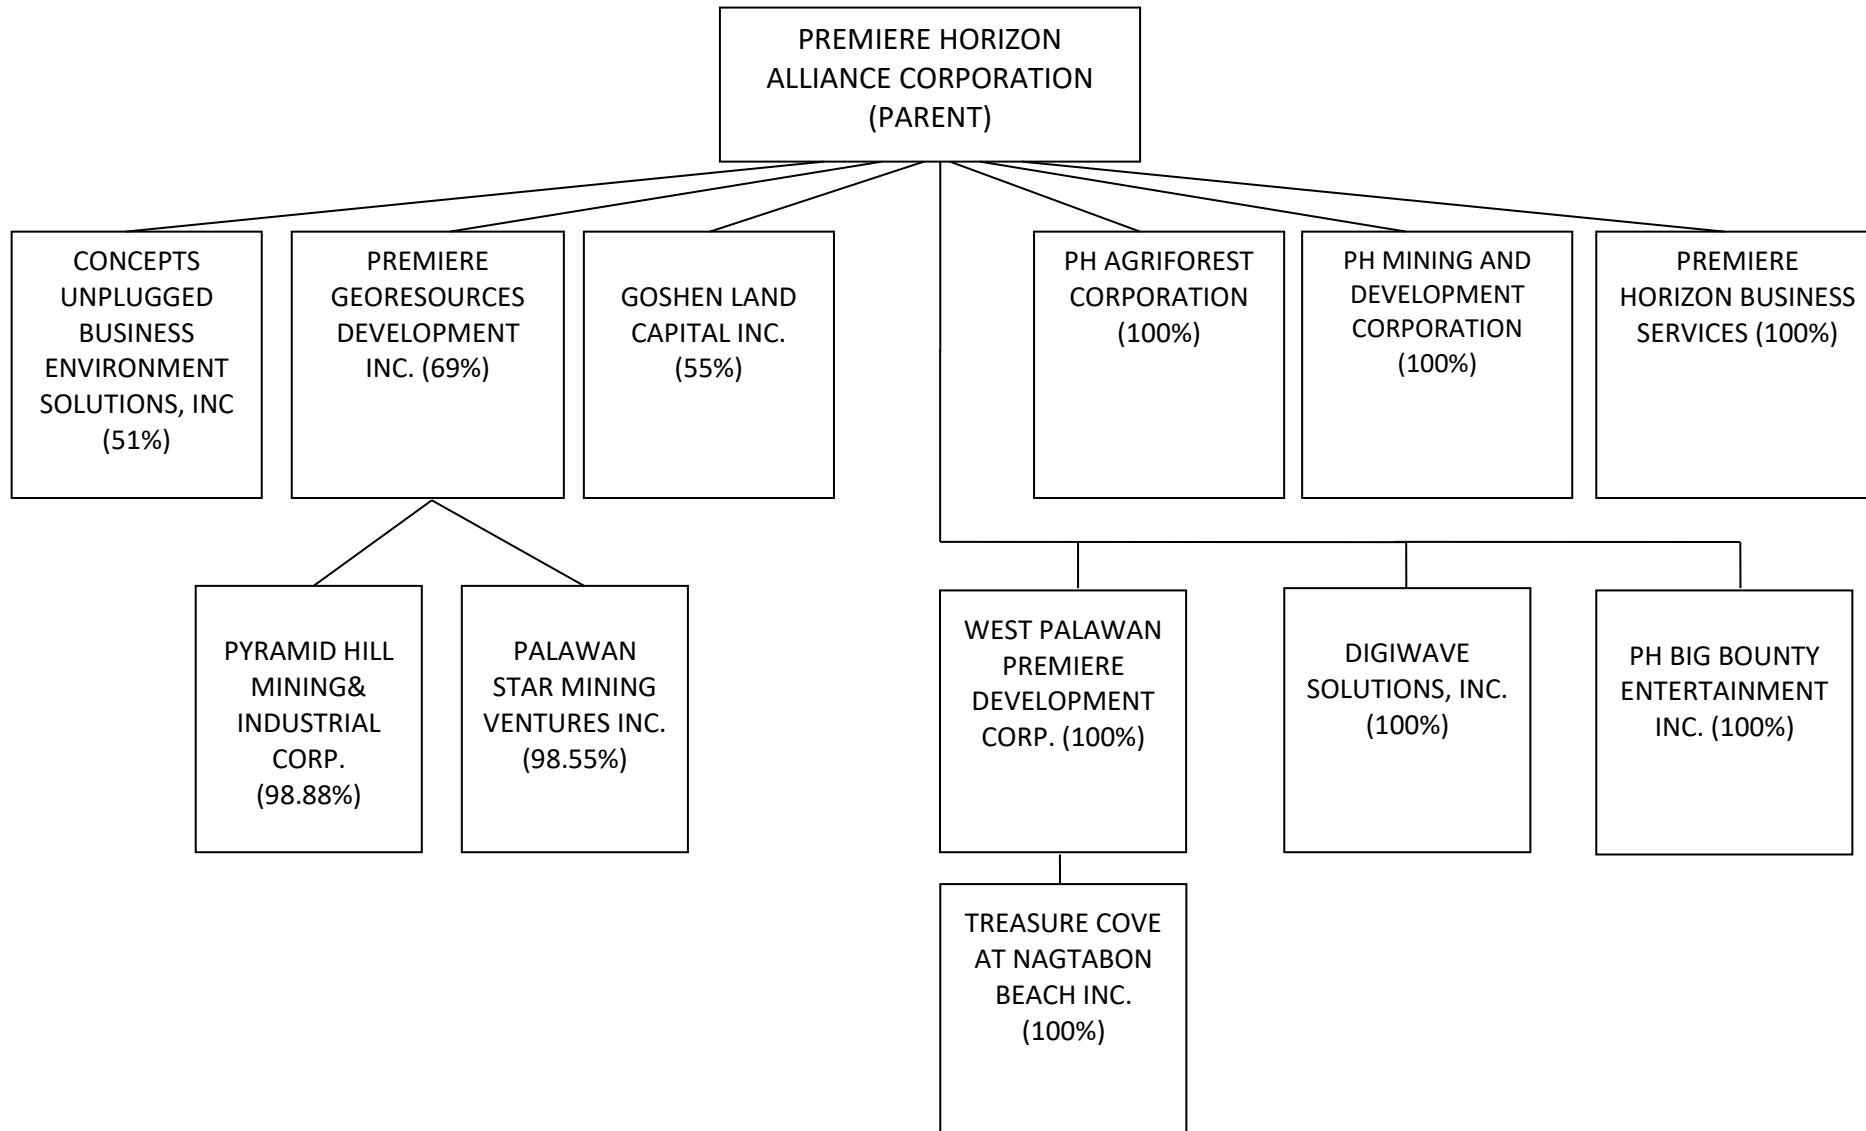 PREMIERE HORIZON
ALLIANCE CORPORATION
(PARENT)
CONCEPTS
UNPLUGGED
BUSINESS
ENVIRONMENT
SOLUTIONS, INC
(51%)
PREMIERE
GEORESOURCES
DEVELOPMENT
INC. (69%)
GOSHEN LAND
CAPITAL INC.
(55%)
PH AGRIFOREST
CORPORATION
(100%)
PH MINING AND
DEVELOPMENT
CORPORATION
(100%)
PREMIERE
HORIZON BUSINESS
SERVICES (100%)
PYRAMID HILL
MINING&
INDUSTRIAL
CORP.
(98.88%)
PALAWAN
STAR MINING
VENTURES INC.
(98.55%)
WEST PALAWAN
PREMIERE
DEVELOPMENT
CORP. (100%)
DIGIWAVE
SOLUTIONS, INC.
(100%)
PH BIG BOUNTY
ENTERTAINMENT
INC. (100%)
TREASURE COVE
AT NAGTABON
BEACH INC.
(100%)